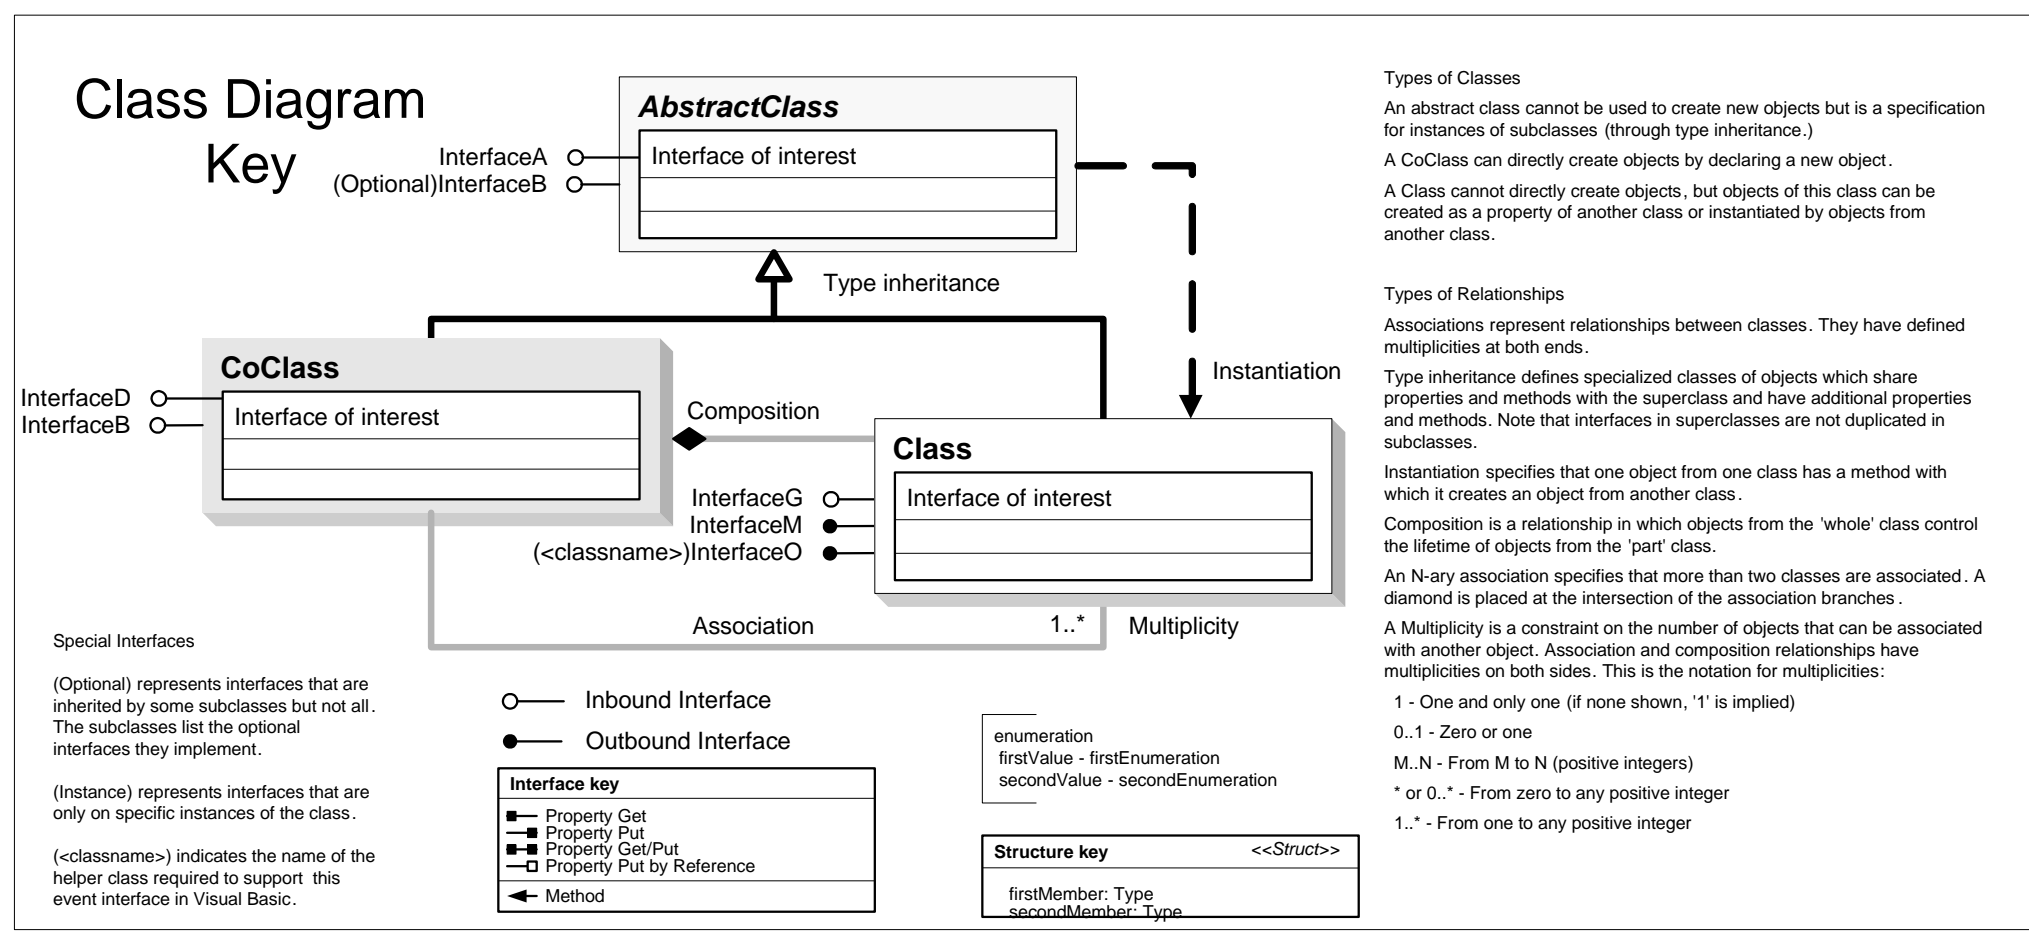 Class Diagram
Key
AbstractClass
Interface of interest
InterfaceA
(Optional)InterfaceB
Type inheritance
Instantiation
CoClass
Interface of interest
InterfaceD
InterfaceB
Composition
Class
Interface of interest
InterfaceG
InterfaceM
(<classname>)InterfaceO
Association
1..*
Multiplicity
Special Interfaces
(Optional) represents interfaces that are
inherited by some subclasses but not all.
The subclasses list the optional
interfaces they implement.
(Instance) represents interfaces that are
only on specific instances of the class.
(<classname>) indicates the name of the
helper class required to support this
event interface in Visual Basic.
Inbound Interface
Outbound Interface
Interface key
Property Get
Property Put
Property Get/Put
Property Put by Reference
Method
enumeration
firstValue - firstEnumeration
secondValue - secondEnumeration
Structure key <<Struct>>
firstMember: Type
secondMember: Type
Types of Classes
An abstract class cannot be used to create new objects but is a specification
for instances of subclasses (through type inheritance.)
A CoClass can directly create objects by declaring a new object.
A Class cannot directly create objects, but objects of this class can be
created as a property of another class or instantiated by objects from
another class.
Types of Relationships
Associations represent relationships between classes. They have defined
multiplicities at both ends.
Type inheritance defines specialized classes of objects which share
properties and methods with the superclass and have additional properties
and methods. Note that interfaces in superclasses are not duplicated in
subclasses.
Instantiation specifies that one object from one class has a method with
which it creates an object from another class.
Composition is a relationship in which objects from the 'whole' class control
the lifetime of objects from the 'part' class.
An N-ary association specifies that more than two classes are associated. A
diamond is placed at the intersection of the association branches.
A Multiplicity is a constraint on the number of objects that can be associated
with another object. Association and composition relationships have
multiplicities on both sides. This is the notation for multiplicities:
1 - One and only one (if none shown, '1' is implied)
0..1 - Zero or one
M..N - From M to N (positive integers)
* or 0..* - From zero to any positive integer
1..* - From one to any positive integer